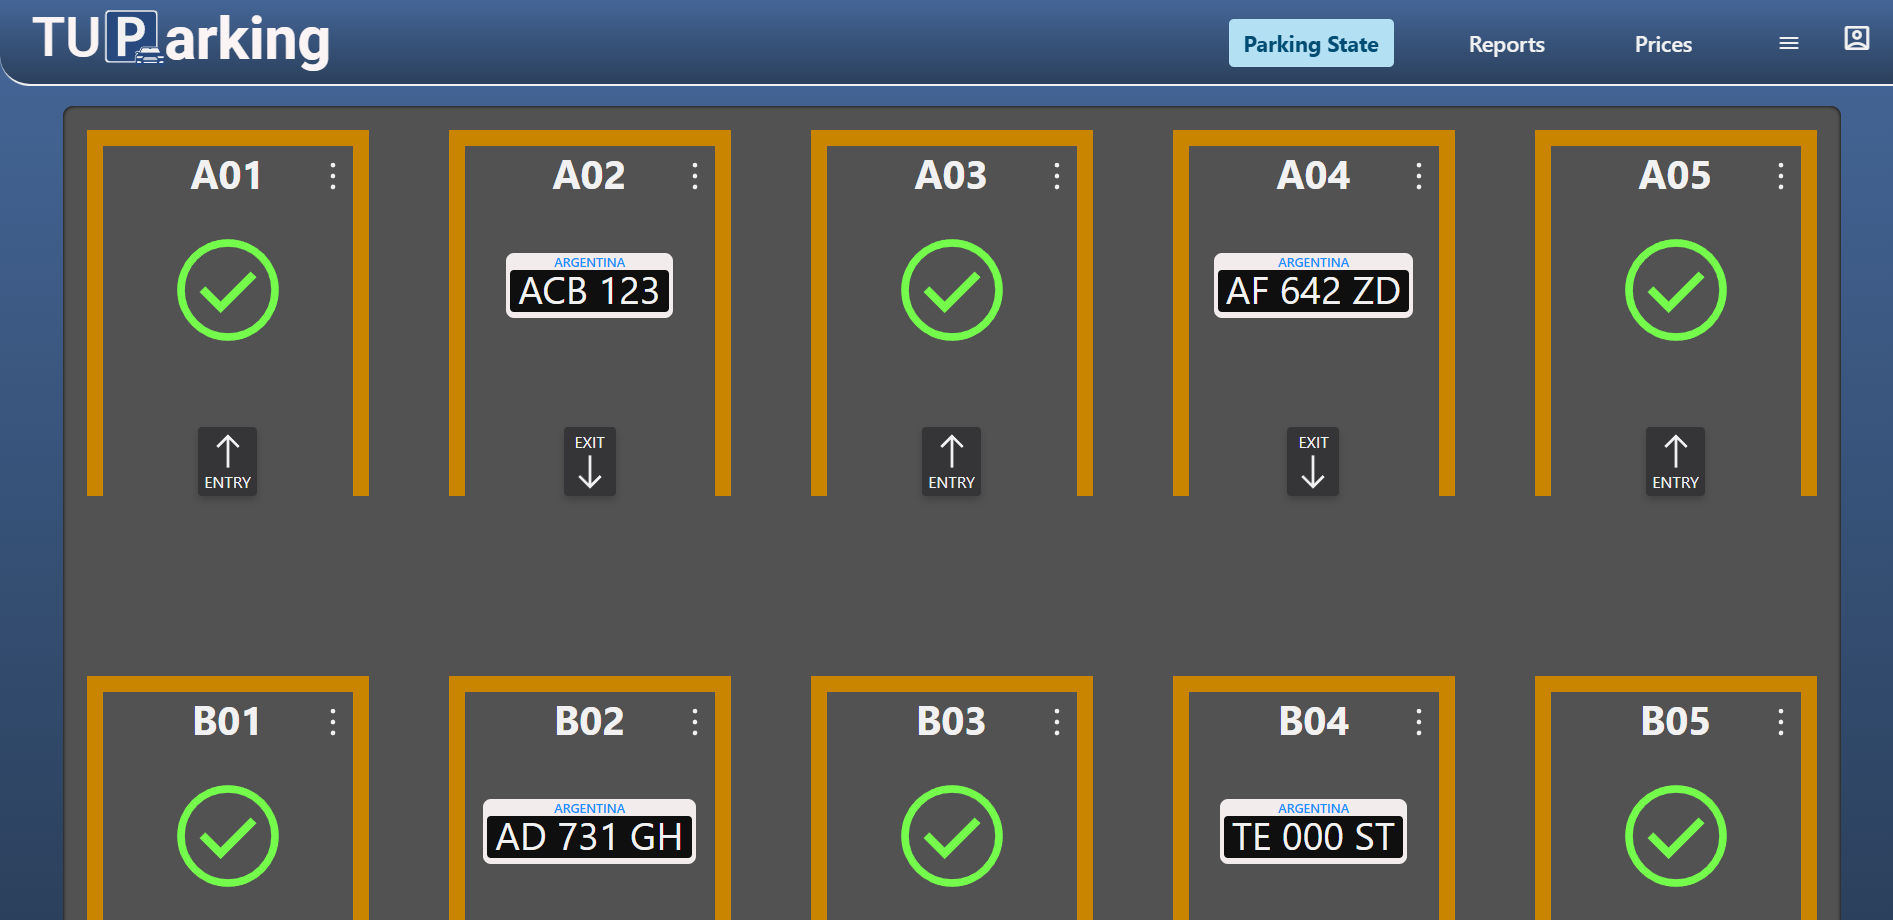 TUParking
Parking State
Reports
Prices
A01
A02
A03
A04
A05
ARGENTINA
ACB 123
ARGENTINA
AF 642 ZD
ENTRY
EXIT
ENTRY
EXIT
ENTRY
B01
B02
B03
B04
B05
ARGENTINA
AD 731 GH
ARGENTINA
TE 000 ST